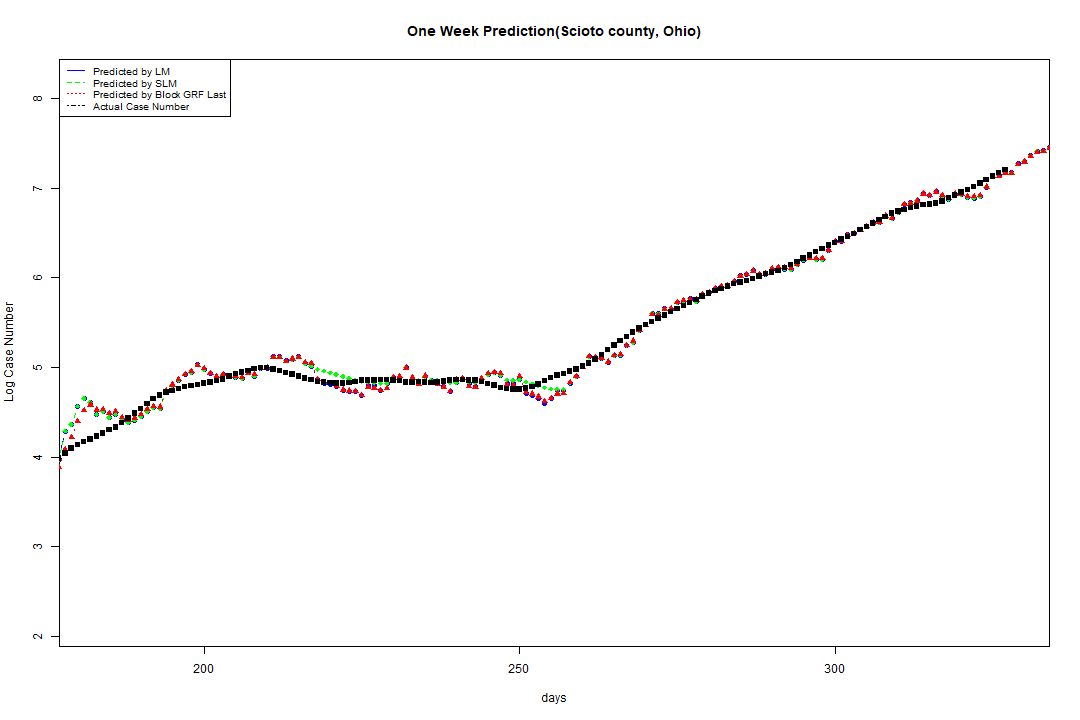 One Week Prediction(Scioto county, Ohio)
Predicted by LM
Predicted by SLM
Predicted by Block GRF Last
Actual Case Number
8
7
6
5
4
3
2
Log Case Number
200
250
300
days